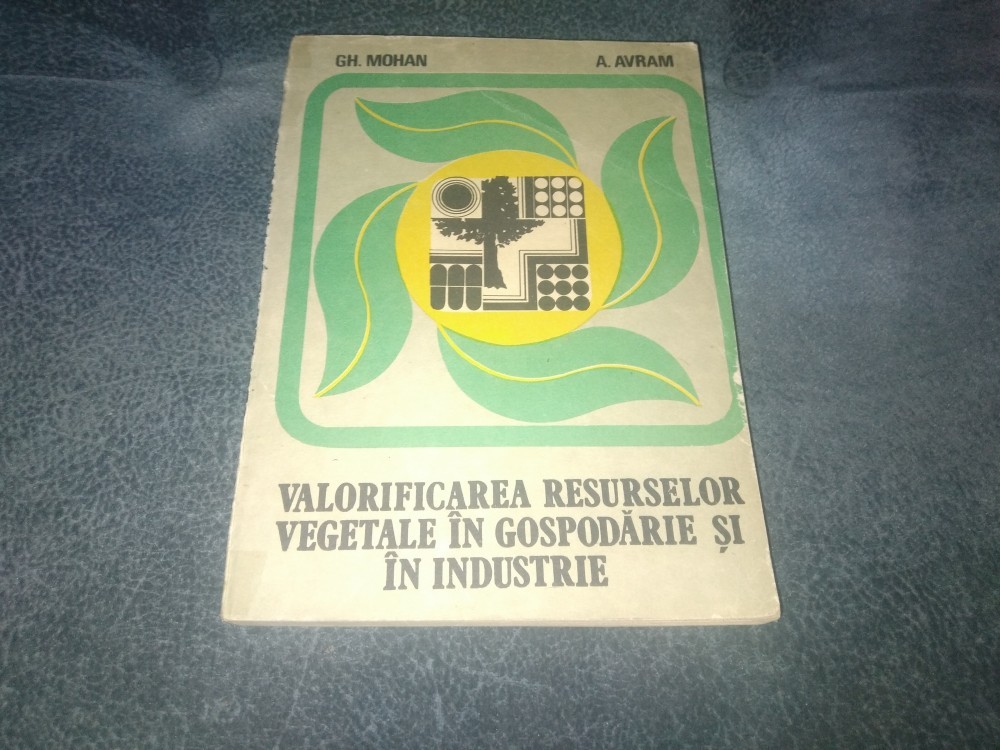 GH. MOHAN A. AVRAM
VALORIFICAREA RESURSELOR
VEGETALE ÎN GOSPODĂRIE ȘI
ÎN INDUSTRIE